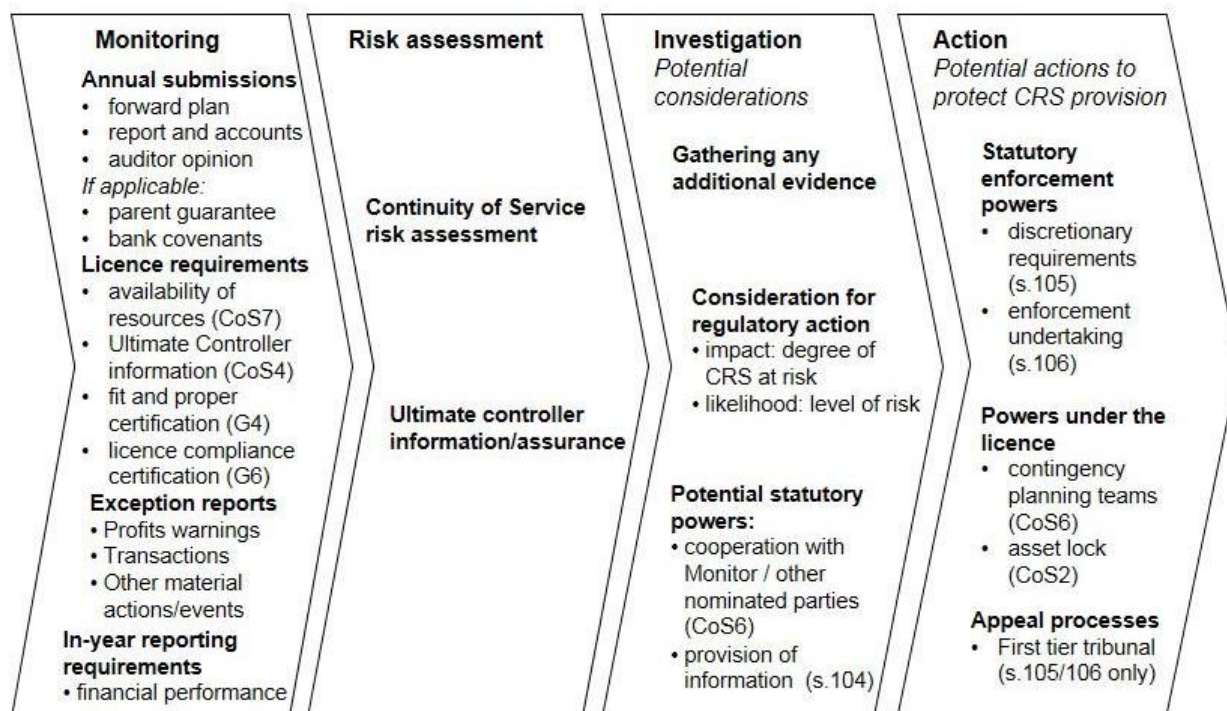 Monitoring
Annual submissions
• forward plan
• report and accounts
• auditor opinion
If applicable:
• parent guarantee
• bank covenants
Licence requirements
• availability of
resources (CoS7)
• Ultimate Controller
information (CoS4)
• fit and proper
certification (G4)
• licence compliance
certification (G6)
Exception reports
• Profits warnings
• Transactions
• Other material
actions/events
In-year reporting
requirements
• financial performance
Risk assessment
Continuity of Service
risk assessment
Ultimate controller
information/assurance
Investigation
Potential
considerations
Gathering any
additional evidence
Consideration for
regulatory action
• impact: degree of
CRS at risk
• likelihood: level of risk
Potential statutory
powers:
• cooperation with
Monitor / other
nominated parties
(CoS6)
• provision of
information (s.104)
Action
Potential actions to
protect CRS provision
Statutory
enforcement
powers
• discretionary
requirements
(s.105)
• enforcement
undertaking
(s.106)
Powers under the
licence
• contingency
planning teams
(CoS6)
• asset lock
(CoS2)
Appeal processes
• First tier tribunal
(s.105/106 only)